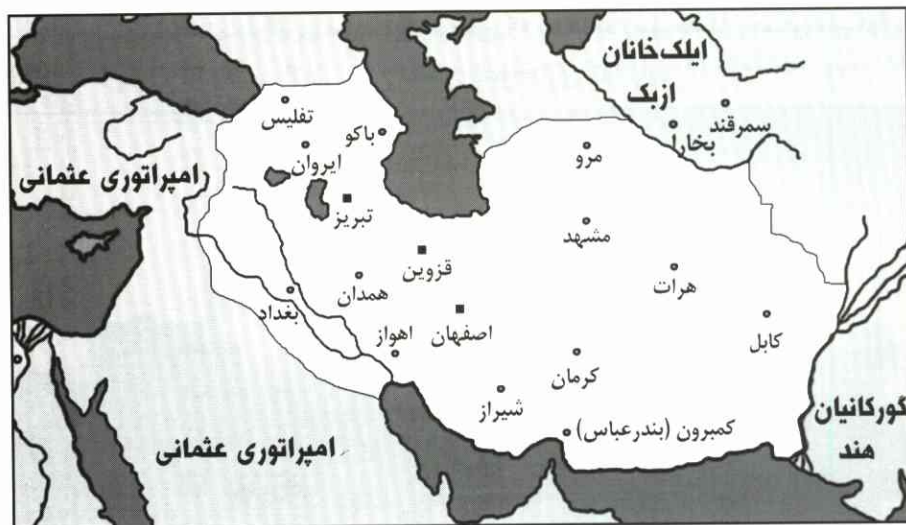 ایلک‌خانان
ازبک
سمرقند
بخارا
تفلیس
باکو
ایروان
مرو
امپراتوری عثمانی
تبریز
مشهد
قزوین
هرات
همدان
بغداد
اصفهان
اهواز
کابل
کرمان
شیراز
گورکانیان
هند
کمبرون (بندرعباس)
امپراتوری عثمانی